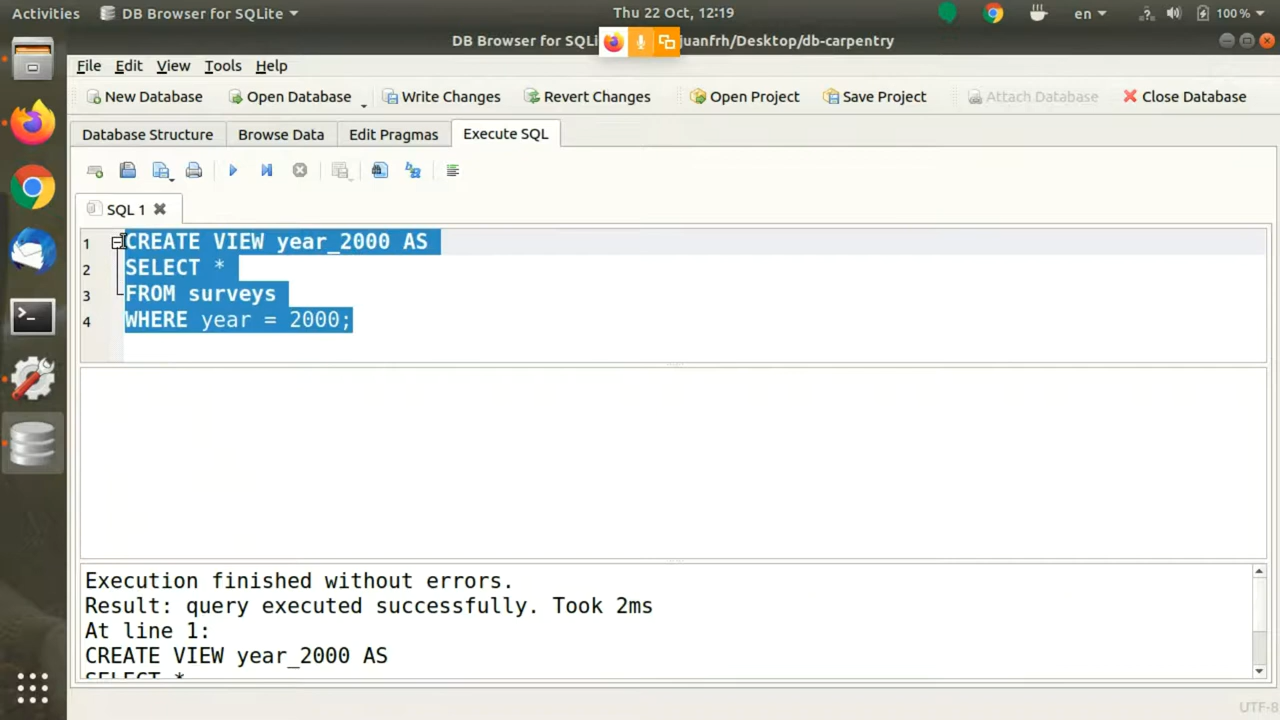 Activities DB Browser for SQLite Thu 22 Oct, 12:19 en ? 100 %
DB Browser for SQLi juanfrh/Desktop/db-carpentry
File Edit View Tools Help
New Database Open Database Write Changes Revert Changes Open Project Save Project Attach Database Close Database
Database Structure Browse Data Edit Pragmas Execute SQL
SQL 1
1 CREATE VIEW year_2000 AS
2 SELECT *
3 FROM surveys
4 WHERE year = 2000;
Execution finished without errors.
Result: query executed successfully. Took 2ms
At line 1:
CREATE VIEW year_2000 AS
SELECT *
UTF-8